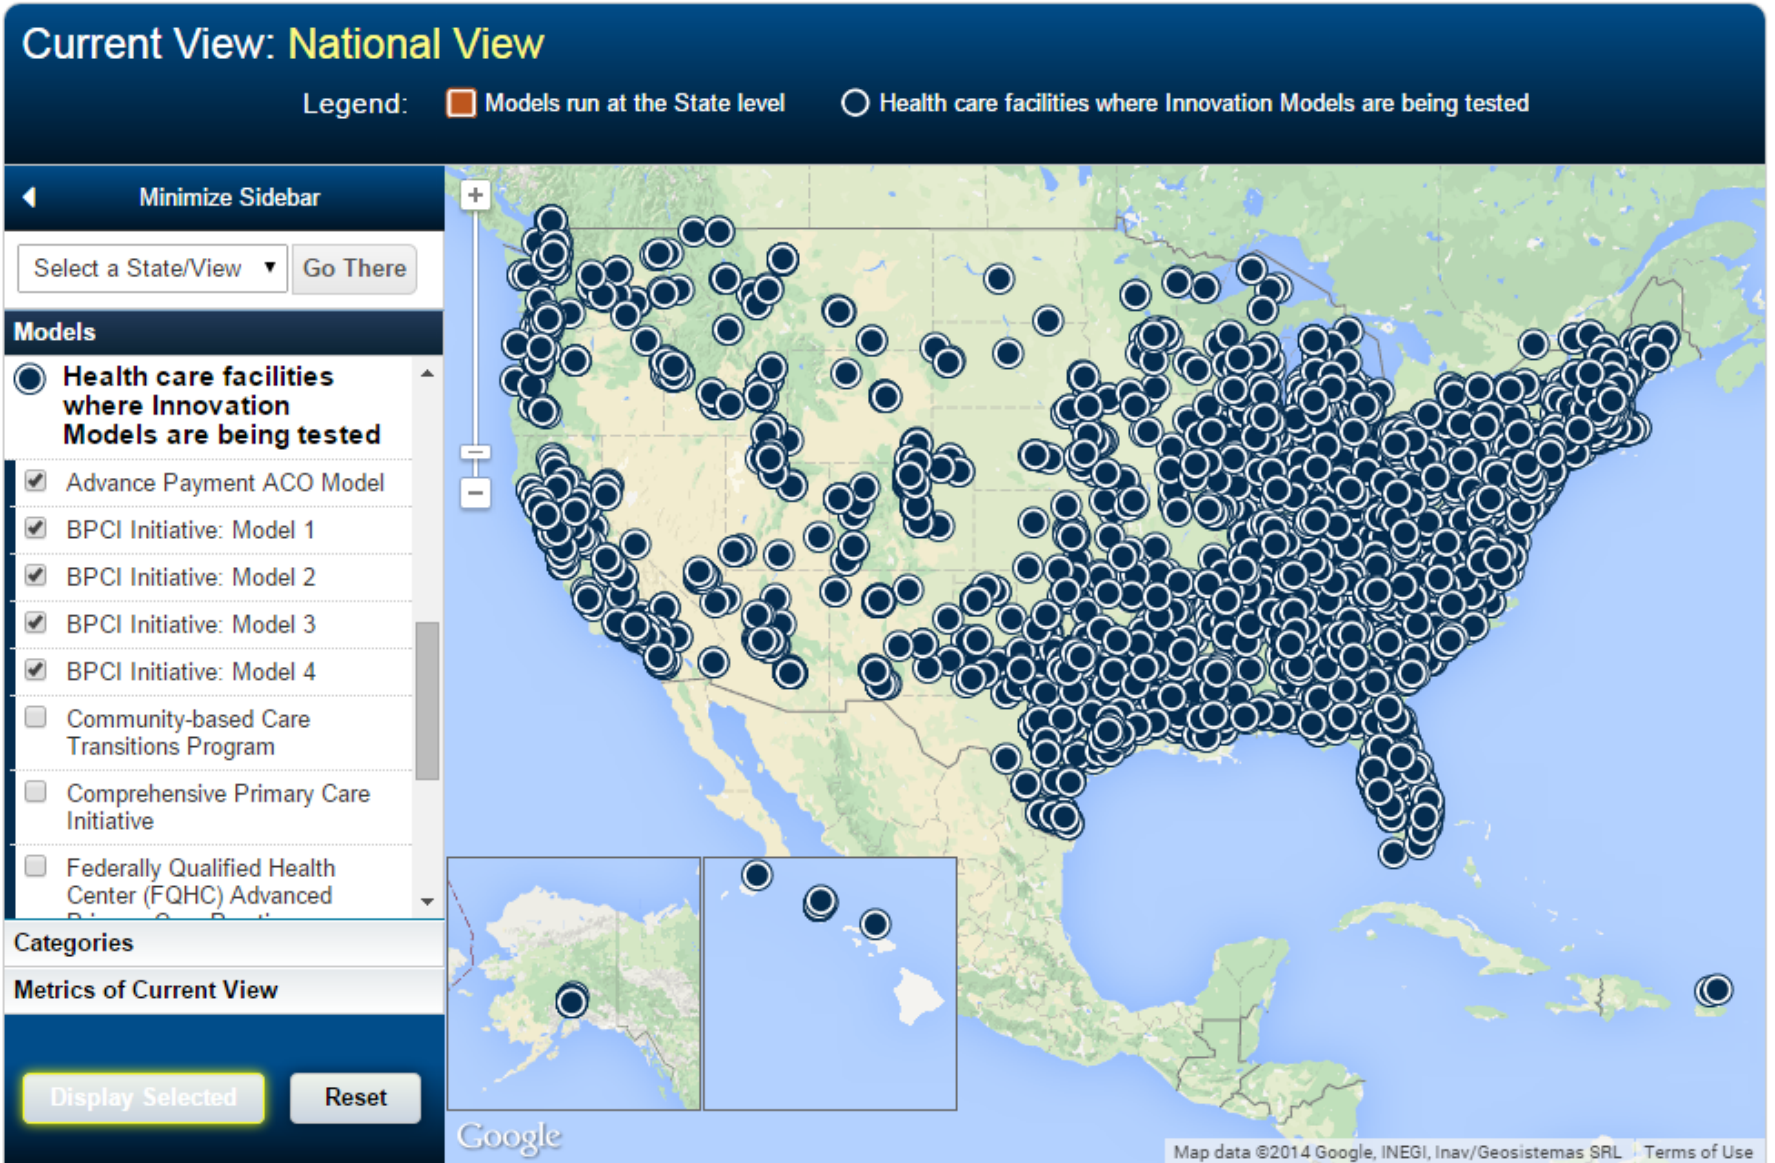 Current View: National View
Legend:
Models run at the State level
Health care facilities where Innovation Models are being tested
Minimize Sidebar
Select a State/View
Go There
Models
Health care facilities
where Innovation
Models are being tested
Advance Payment ACO Model
BPCI Initiative: Model 1
BPCI Initiative: Model 2
BPCI Initiative: Model 3
BPCI Initiative: Model 4
Community-based Care
Transitions Program
Comprehensive Primary Care
Initiative
Federally Qualified Health
Center (FQHC) Advanced
Categories
Metrics of Current View
Display Selected
Reset
Google
Map data ©2014 Google, INEGI, Inav/Geosistemas SRL
Terms of Use